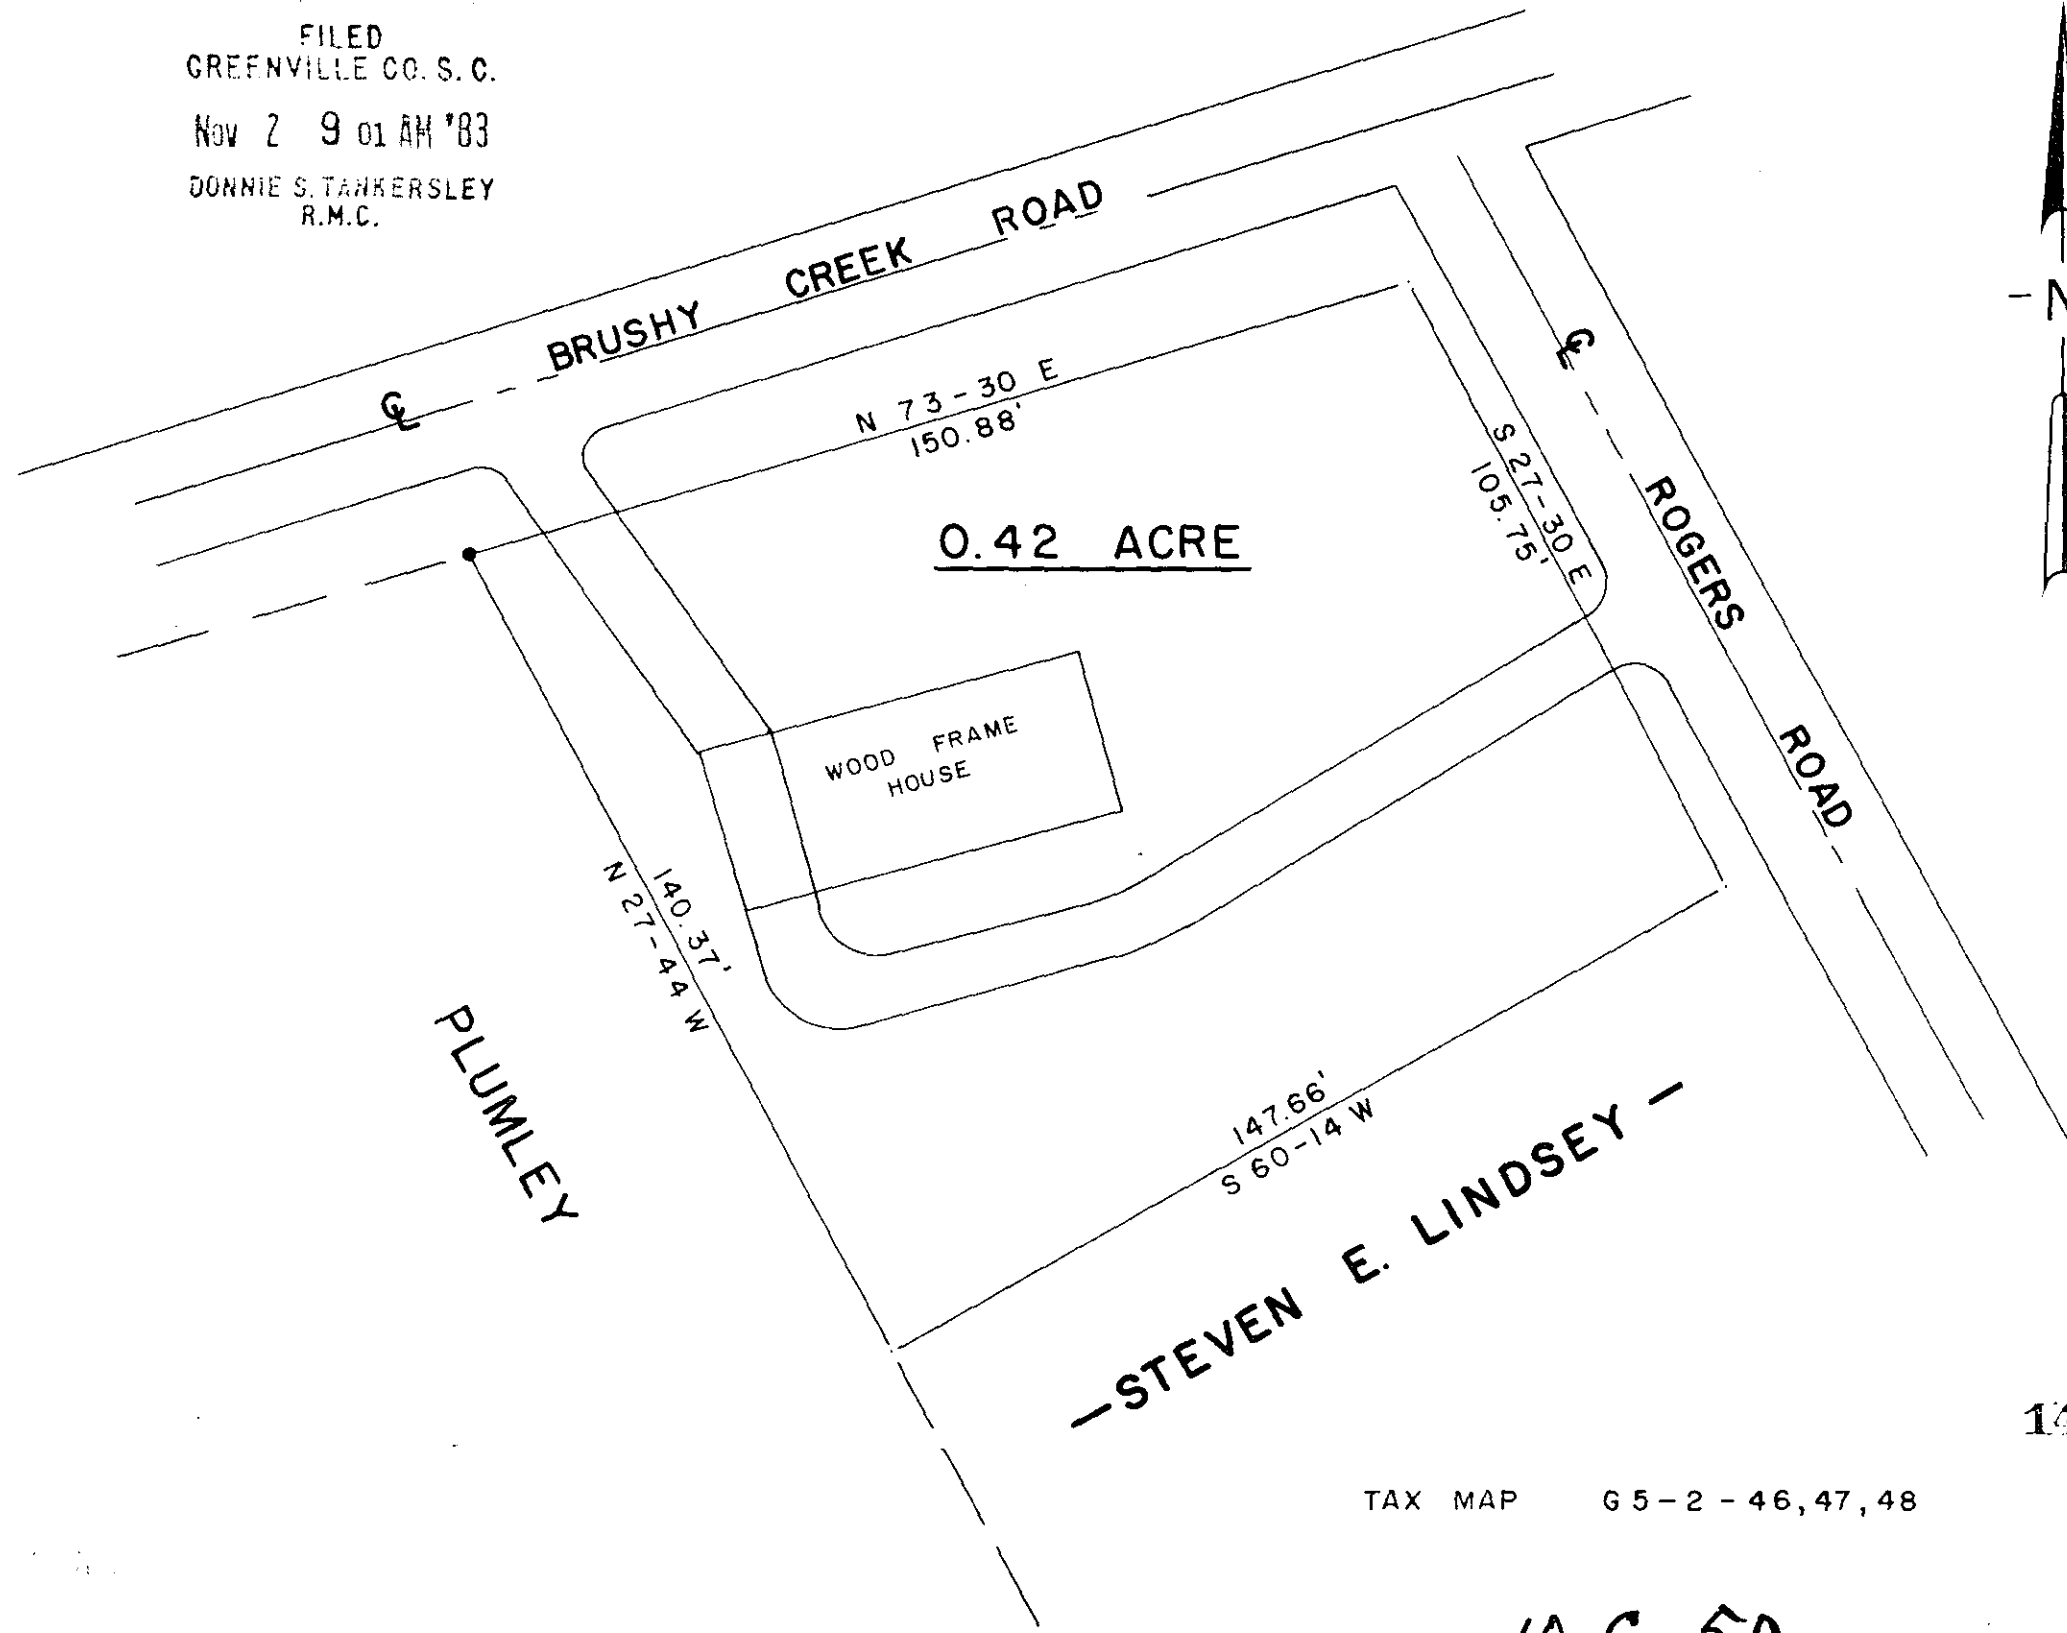 FILED
GREENVILLE CO. S. C.
Nov 2 9 01 AM '83
DONNIE S. TANKERSLEY
R.M.C.
BRUSHY CREEK ROAD
N 73-30 E
150.88'
S 27-30 E
105.75'
ROGERS ROAD
0.42 ACRE
WOOD FRAME
HOUSE
140.37'
N 27-44 W
PLUMLEY
147.66'
S 60-14 W
—STEVEN E. LINDSEY—
TAX MAP G5-2-46,47,48